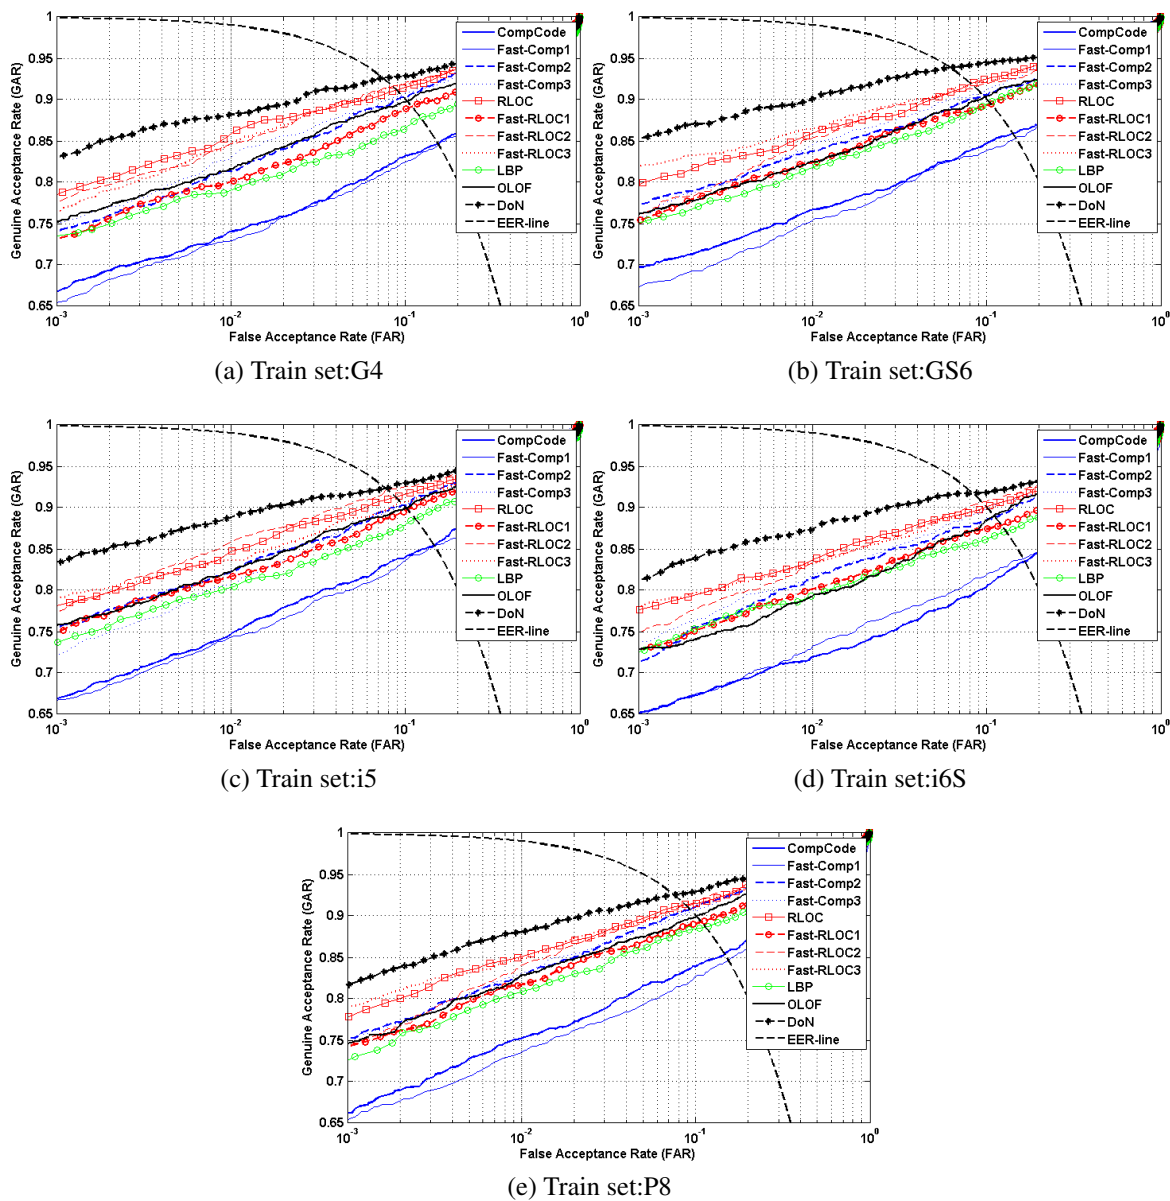 1
0.95
0.9
0.85
0.8
0.75
0.7
0.65
Genuine Acceptance Rate (GAR)
10^-3 10^-2 10^-1 10^0
False Acceptance Rate (FAR)
CompCode
Fast-Comp1
Fast-Comp2
Fast-Comp3
RLOC
Fast-RLOC1
Fast-RLOC2
Fast-RLOC3
LBP
OLOF
DoN
EER-line
(a) Train set:G4
1
0.95
0.9
0.85
0.8
0.75
0.7
0.65
Genuine Acceptance Rate (GAR)
10^-3 10^-2 10^-1 10^0
False Acceptance Rate (FAR)
CompCode
Fast-Comp1
Fast-Comp2
Fast-Comp3
RLOC
Fast-RLOC1
Fast-RLOC2
Fast-RLOC3
LBP
OLOF
DoN
EER-line
(b) Train set:GS6
1
0.95
0.9
0.85
0.8
0.75
0.7
0.65
Genuine Acceptance Rate (GAR)
10^-3 10^-2 10^-1 10^0
False Acceptance Rate (FAR)
CompCode
Fast-Comp1
Fast-Comp2
Fast-Comp3
RLOC
Fast-RLOC1
Fast-RLOC2
Fast-RLOC3
LBP
OLOF
DoN
EER-line
(c) Train set:i5
1
0.95
0.9
0.85
0.8
0.75
0.7
0.65
Genuine Acceptance Rate (GAR)
10^-3 10^-2 10^-1 10^0
False Acceptance Rate (FAR)
CompCode
Fast-Comp1
Fast-Comp2
Fast-Comp3
RLOC
Fast-RLOC1
Fast-RLOC2
Fast-RLOC3
LBP
OLOF
DoN
EER-line
(d) Train set:i6S
1
0.95
0.9
0.85
0.8
0.75
0.7
0.65
Genuine Acceptance Rate (GAR)
10^-3 10^-2 10^-1 10^0
False Acceptance Rate (FAR)
CompCode
Fast-Comp1
Fast-Comp2
Fast-Comp3
RLOC
Fast-RLOC1
Fast-RLOC2
Fast-RLOC3
LBP
OLOF
DoN
EER-line
(e) Train set:P8